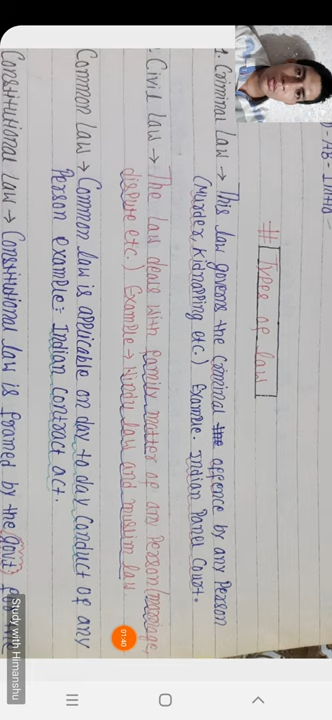 # Types of law
1. Criminal Law → This law governs the criminal offence by any Person
(Murder, kidnapping etc.) Example. Indian Panel Court.
Civil Law → The law deals with family matter of any Person (marriage,
dispute etc.) Example → Hindu law and muslim law
Common Law → Common law is applicable on day to day conduct of any
Person example: Indian contract act.
Constitutional Law → Constitutional law is framed by the (govt)
01:40
Study with Himanshu